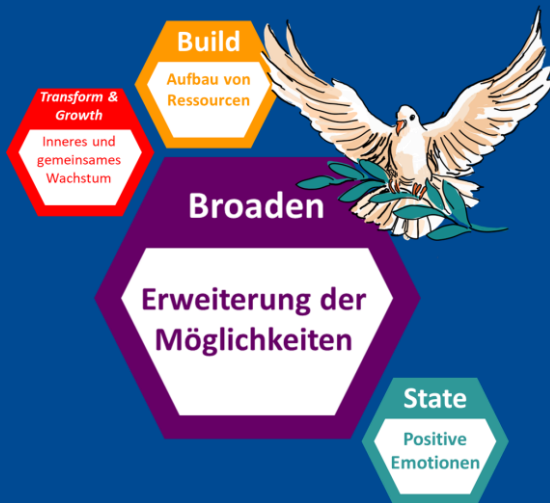 Build
Aufbau von
Ressourcen
Transform &
Growth
Inneres und
gemeinsames
Wachstum
Broaden
Erweiterung der
Möglichkeiten
State
Positive
Emotionen